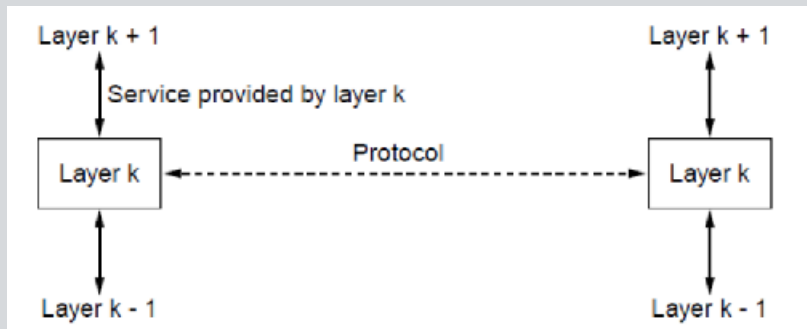 Layer k + 1
Layer k + 1
Service provided by layer k
Protocol
Layer k
Layer k
Layer k - 1
Layer k - 1